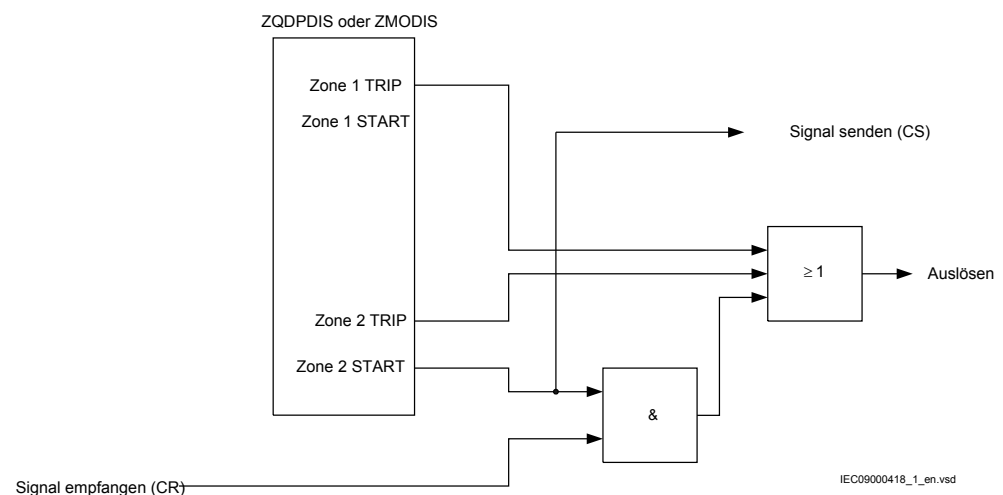 ZQDPDIS oder ZMODIS
Zone 1 TRIP
Zone 1 START
Signal senden (CS)
≥ 1
Auslösen
Zone 2 TRIP
Zone 2 START
&
Signal empfangen (CR)
IEC09000418_1_en.vsd